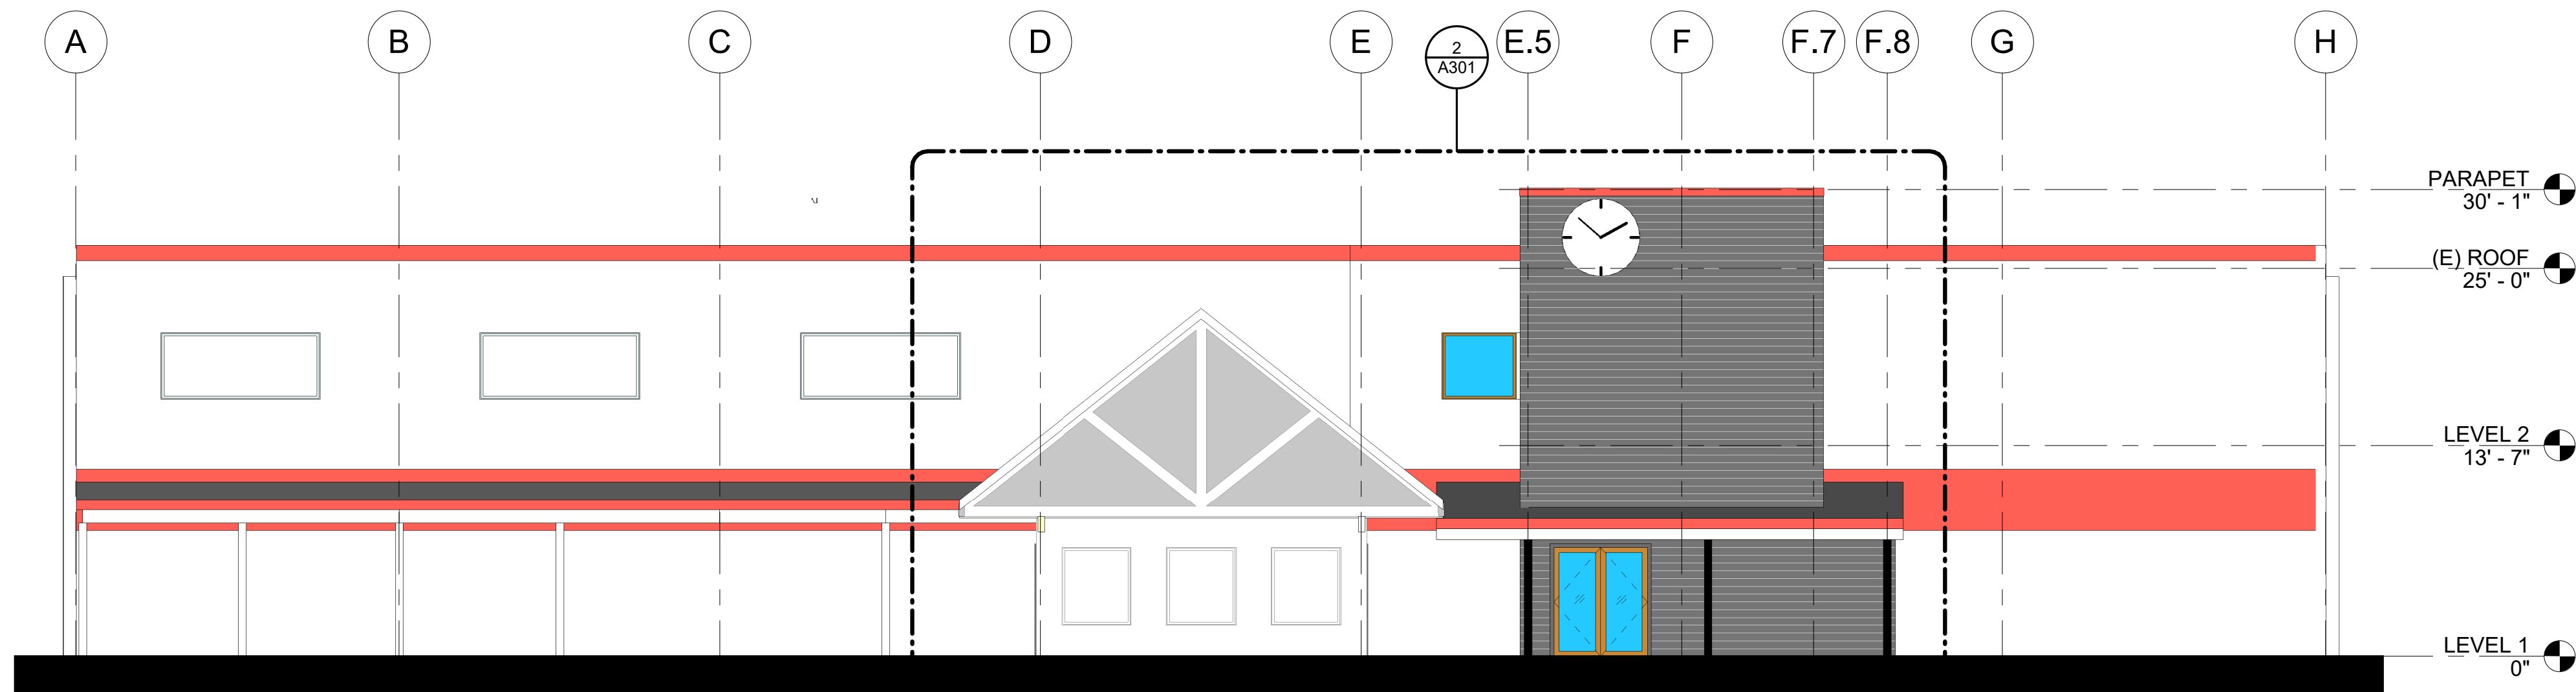 A
B
C
D
E
2
A301
E.5
F
F.7
F.8
G
H
PARAPET
30' - 1"
(E) ROOF
25' - 0"
LEVEL 2
13' - 7"
LEVEL 1
0"